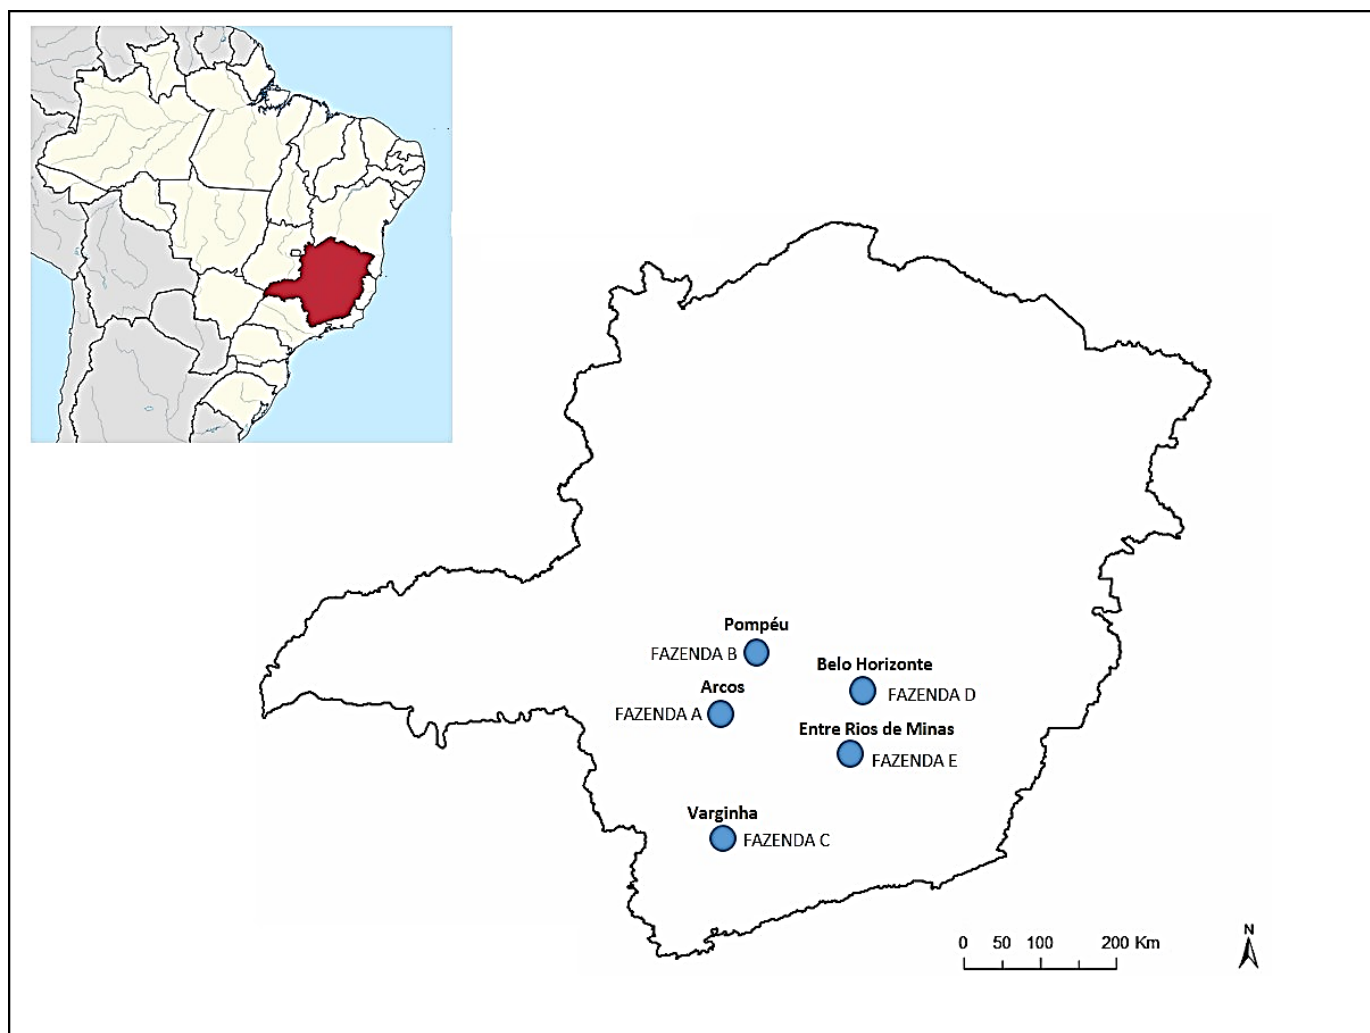 Pompéu
FAZENDA B
Belo Horizonte
FAZENDA D
Arcos
FAZENDA A
Entre Rios de Minas
FAZENDA E
Varginha
FAZENDA C
0 50 100 200 Km
N